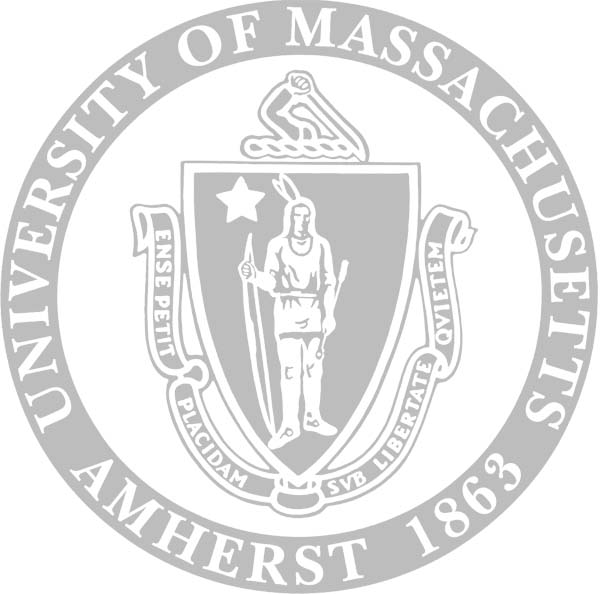 UNIVERSITY OF MASSACHUSETTS
AMHERST 1863
ENSE PETIT
PLACIDAM
SVB LIBERTATE
QVIETEM